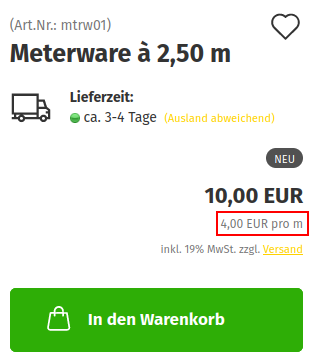 (Art.Nr.: mtrw01)
Meterware à 2,50 m
Lieferzeit:
ca. 3-4 Tage (Ausland abweichend)
NEU
10,00 EUR
4,00 EUR pro m
inkl. 19% MwSt. zzgl. Versand
In den Warenkorb